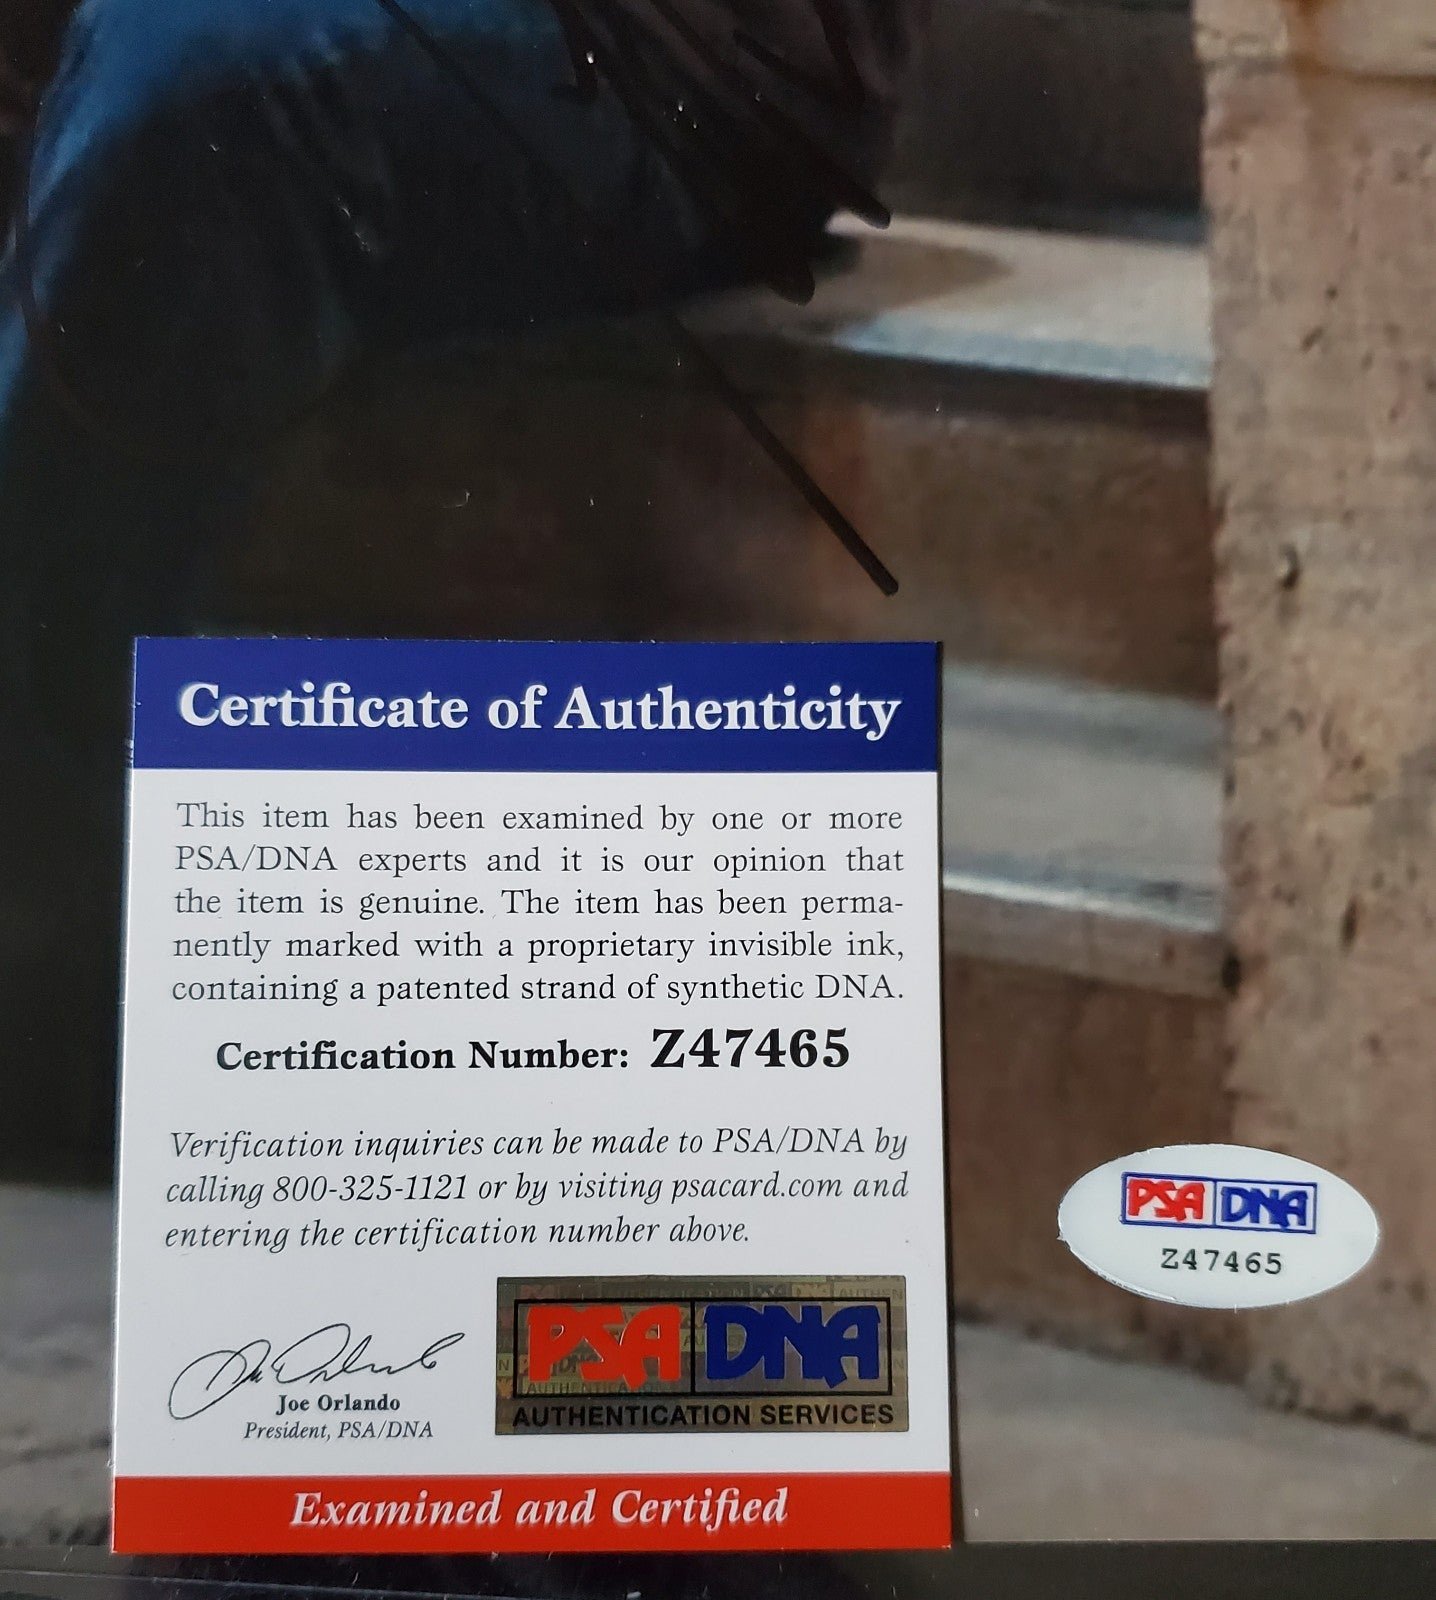 Certificate of Authenticity
This item has been examined by one or more
PSA/DNA experts and it is our opinion that
the item is genuine. The item has been perma-
nently marked with a proprietary invisible ink,
containing a patented strand of synthetic DNA.
Certification Number: Z47465
Verification inquiries can be made to PSA/DNA by
calling 800-325-1121 or by visiting psacard.com and
entering the certification number above.
Joe Orlando
President, PSA/DNA
PSA DNA
AUTHENTICATION SERVICES
Examined and Certified
PSA DNA
Z47465